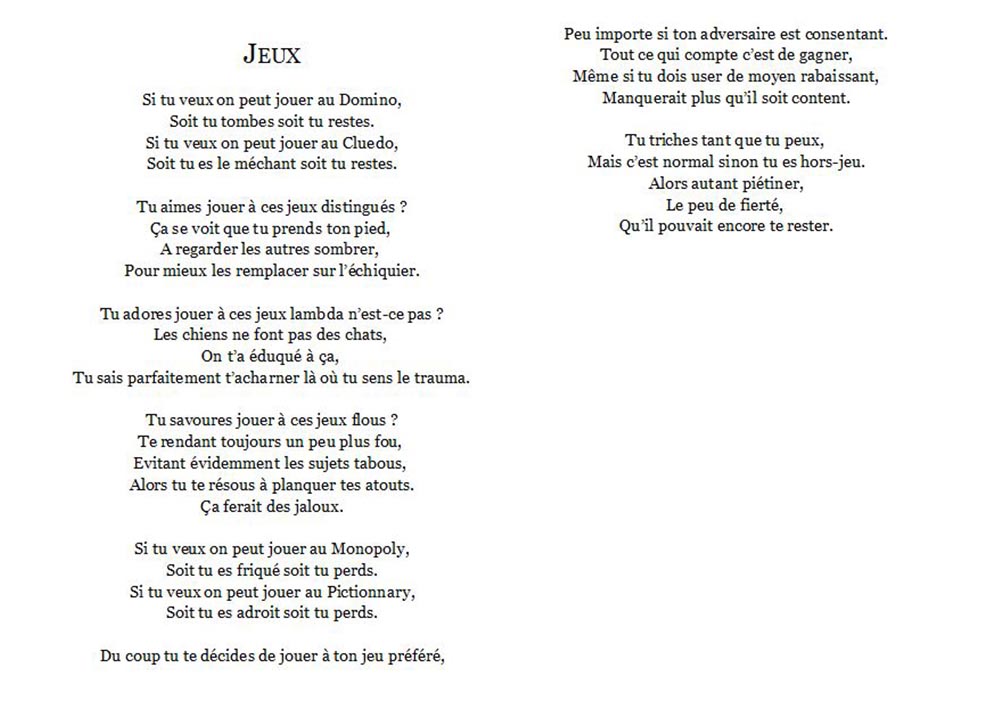 JEUX
Si tu veux on peut jouer au Domino,
Soit tu tombes soit tu restes.
Si tu veux on peut jouer au Cluedo,
Soit tu es le méchant soit tu restes.
Tu aimes jouer à ces jeux distingués ?
Ça se voit que tu prends ton pied,
A regarder les autres sombrer,
Pour mieux les remplacer sur l’échiquier.
Tu adores jouer à ces jeux lambda n’est-ce pas ?
Les chiens ne font pas des chats,
On t’a éduqué à ça,
Tu sais parfaitement t’acharner là où tu sens le trauma.
Tu savoures jouer à ces jeux flous ?
Te rendant toujours un peu plus fou,
Evitant évidemment les sujets tabous,
Alors tu te résous à planquer tes atouts.
Ça ferait des jaloux.
Si tu veux on peut jouer au Monopoly,
Soit tu es friqué soit tu perds.
Si tu veux on peut jouer au Pictionnary,
Soit tu es adroit soit tu perds.
Du coup tu te décides de jouer à ton jeu préféré,
Peu importe si ton adversaire est consentant.
Tout ce qui compte c’est de gagner,
Même si tu dois user de moyen rabaissant,
Manquerait plus qu’il soit content.
Tu triches tant que tu peux,
Mais c’est normal sinon tu es hors-jeu.
Alors autant piétiner,
Le peu de fierté,
Qu’il pouvait encore te rester.